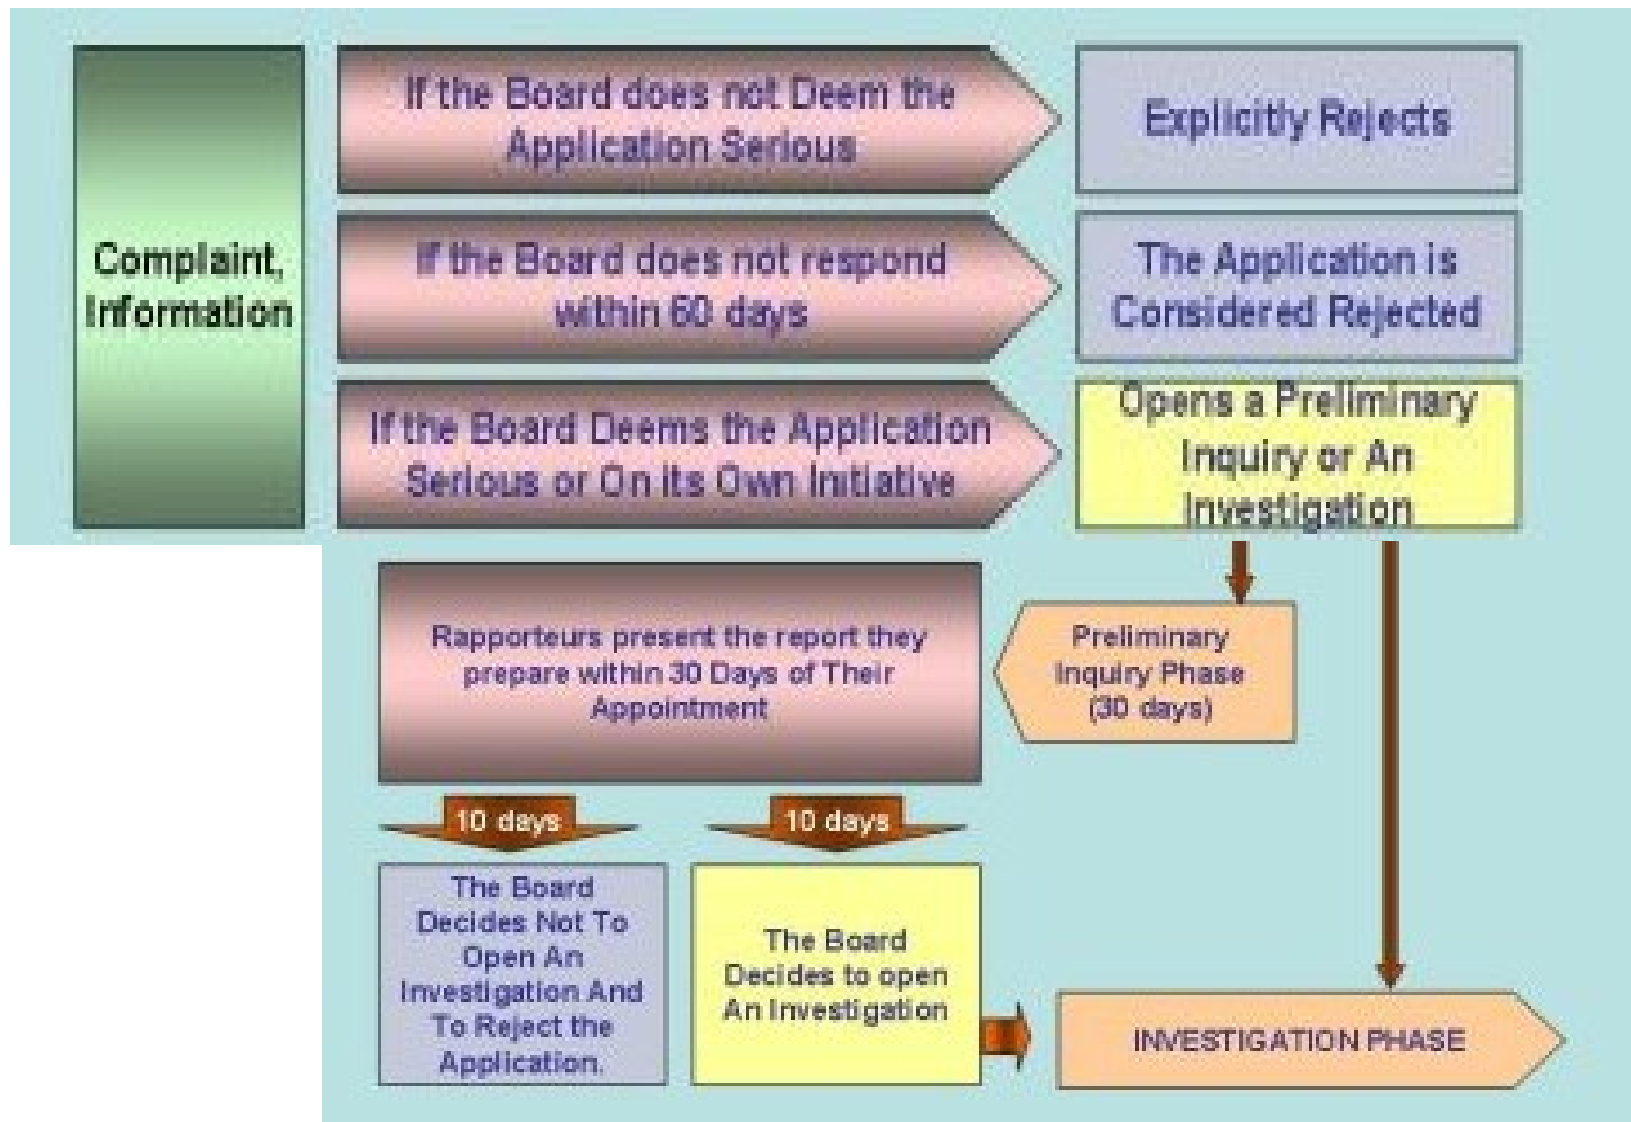 Complaint,
Information
If the Board does not Deem the
Application Serious
Explicitly Rejects
If the Board does not respond
within 60 days
The Application is
Considered Rejected
If the Board Deems the Application
Serious or On its Own Initiative
Opens a Preliminary
Inquiry or An
Investigation
Preliminary
Inquiry Phase
(30 days)
Rapporteurs present the report they
prepare within 30 Days of Their
Appointment
10 days
10 days
The Board
Decides Not To
Open An
Investigation And
To Reject the
Application.
The Board
Decides to open
An Investigation
INVESTIGATION PHASE